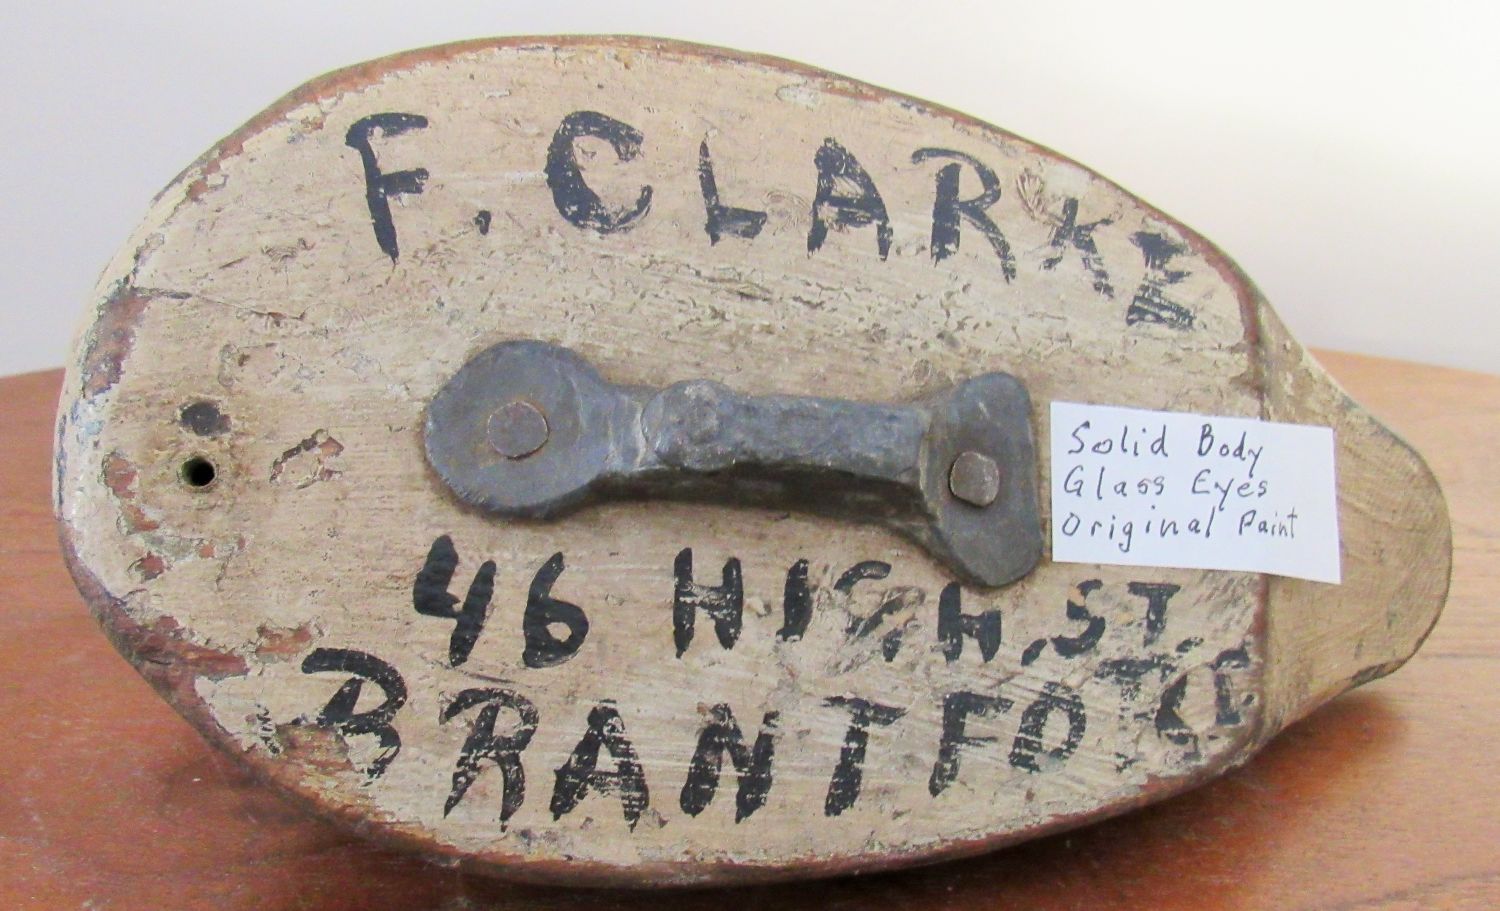 F. CLARKE
Solid Body
Glass Eyes
Original Paint
46 HIGH. ST.
BRANTFORD